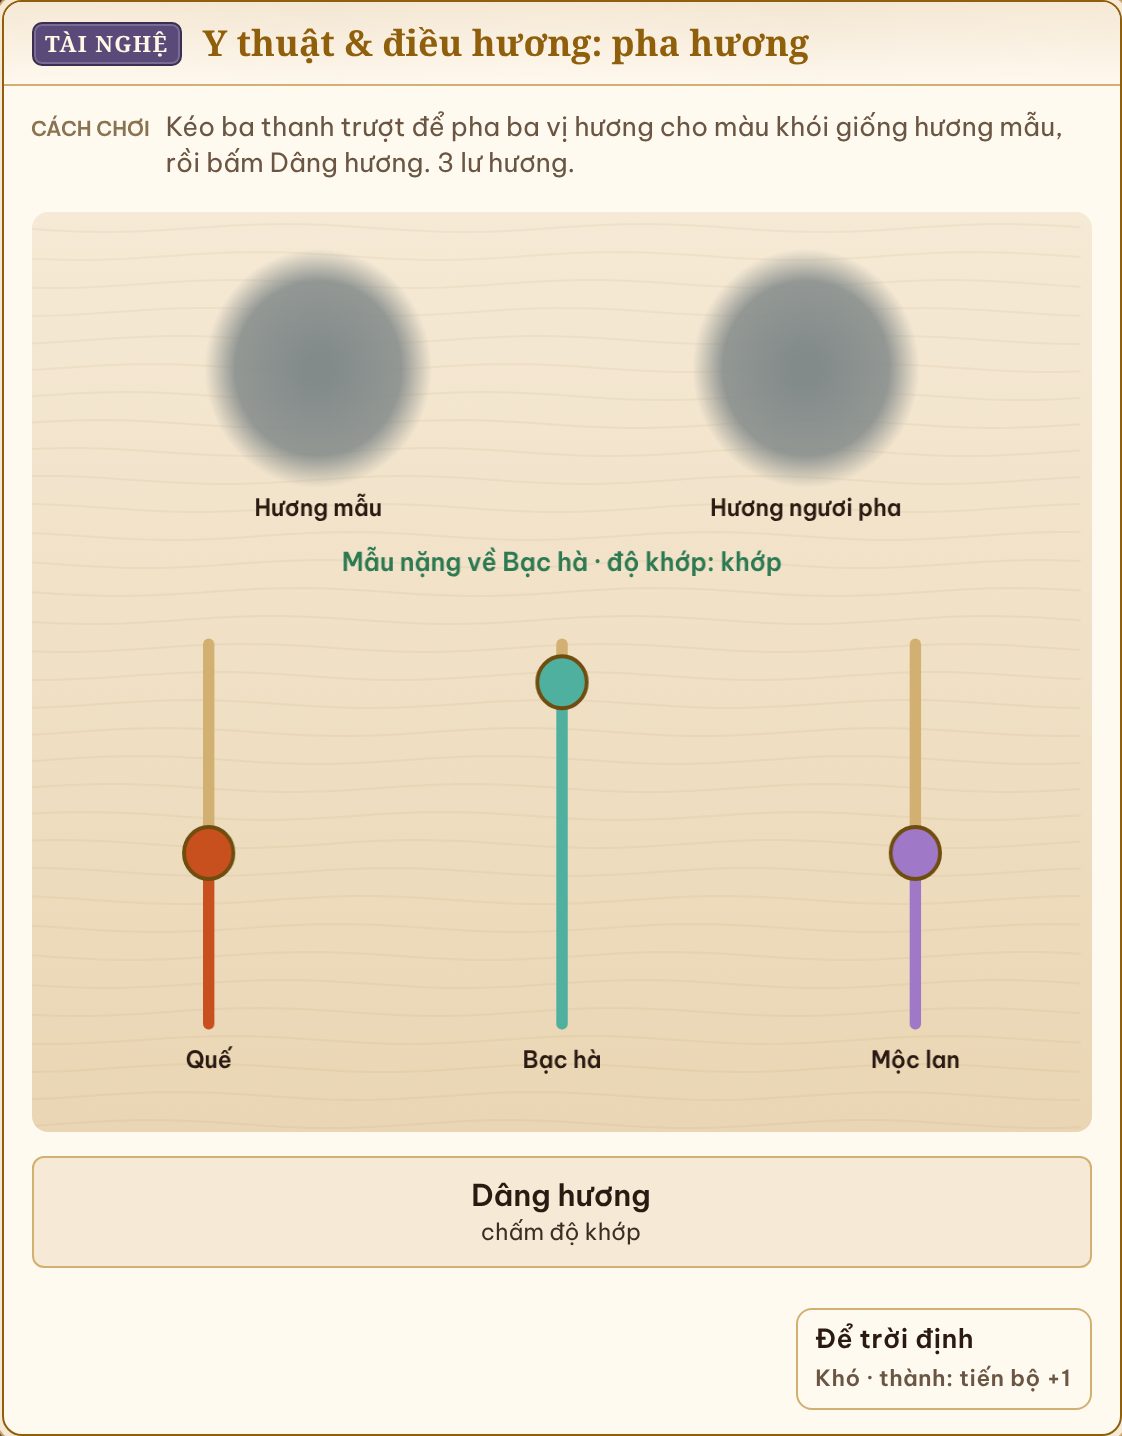 TÀI NGHỆ Y thuật & điều hương: pha hương
CÁCH CHƠI Kéo ba thanh trượt để pha ba vị hương cho màu khói giống hương mẫu,
rồi bấm Dâng hương. 3 lư hương.
Hương mẫu
Hương ngươi pha
Mẫu nặng về Bạc hà · độ khớp: khớp
Quế
Bạc hà
Mộc lan
Dâng hương
chấm độ khớp
Để trời định
Khó · thành: tiến bộ +1